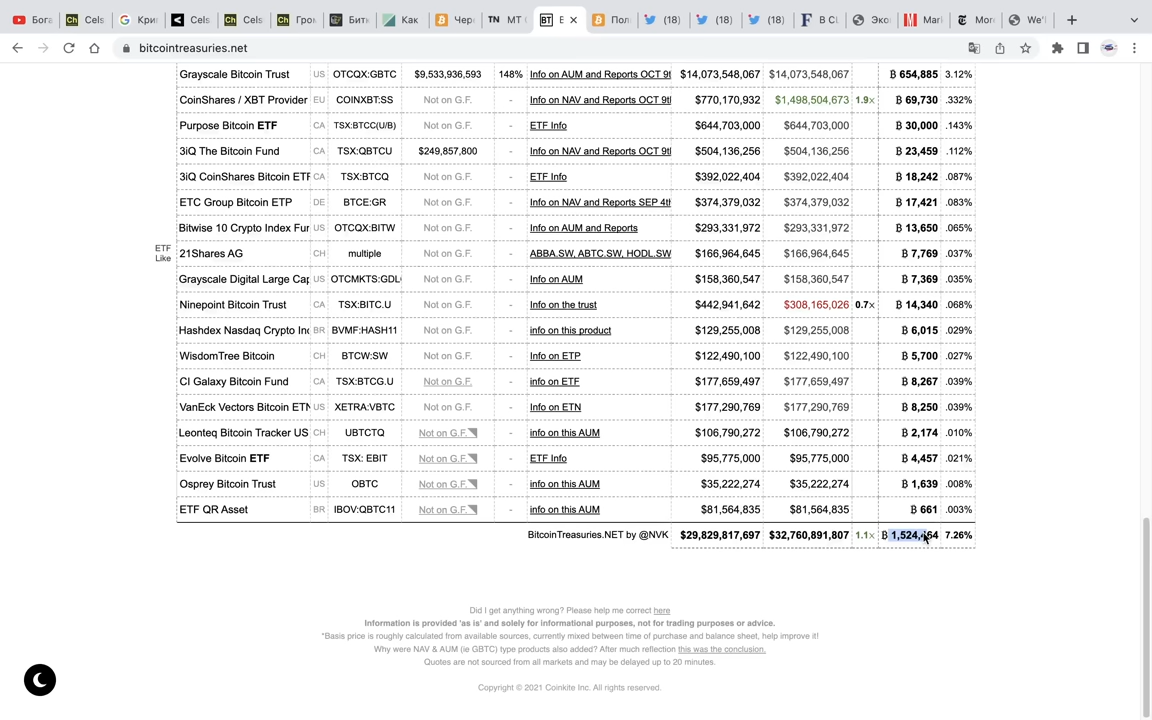 Бога Ch Cels G Кри Cels Ch Cels Ch Гром Бит Как Чер TN МТ BT Б Пол (18) (18) (18) F В С Эко Mar Mor We'l
bitcointreasuries.net
Grayscale Bitcoin Trust US OTCQX:GBTC $9,533,936,593 148% Info on AUM and Reports OCT 9t $14,073,548,067 $14,073,548,067 ₿ 654,885 3.12%
CoinShares / XBT Provider EU COINXBT:SS Not on G.F. - Info on NAV and Reports OCT 9th $770,170,932 $1,498,504,673 1.9x ₿ 69,730 .332%
Purpose Bitcoin ETF CA TSX:BTCC(U/B) Not on G.F. - ETF Info $644,703,000 $644,703,000 ₿ 30,000 .143%
3iQ The Bitcoin Fund CA TSX:QBTCU $249,857,800 - Info on NAV and Reports OCT 9th $504,136,256 $504,136,256 ₿ 23,459 .112%
3iQ CoinShares Bitcoin ETF CA TSX:BTCQ Not on G.F. - ETF Info $392,022,404 $392,022,404 ₿ 18,242 .087%
ETC Group Bitcoin ETP DE BTCE:GR Not on G.F. - Info on NAV and Reports SEP 4th $374,379,032 $374,379,032 ₿ 17,421 .083%
Bitwise 10 Crypto Index Fun US OTCQX:BITW Not on G.F. - Info on AUM and Reports $293,331,972 $293,331,972 ₿ 13,650 .065%
ETF
Like
21Shares AG CH multiple Not on G.F. - ABBA.SW, ABTC.SW, HODL.SW $166,964,645 $166,964,645 ₿ 7,769 .037%
Grayscale Digital Large Cap US OTCMKTS:GDLC Not on G.F. - Info on AUM $158,360,547 $158,360,547 ₿ 7,369 .035%
Ninepoint Bitcoin Trust CA TSX:BITC.U Not on G.F. - Info on the trust $442,941,642 $308,165,026 0.7x ₿ 14,340 .068%
Hashdex Nasdaq Crypto Ind BR BVMF:HASH11 Not on G.F. - info on this product $129,255,008 $129,255,008 ₿ 6,015 .029%
WisdomTree Bitcoin CH BTCW:SW Not on G.F. - Info on ETP $122,490,100 $122,490,100 ₿ 5,700 .027%
CI Galaxy Bitcoin Fund CA TSX:BTCG.U Not on G.F. - info on ETF $177,659,497 $177,659,497 ₿ 8,267 .039%
VanEck Vectors Bitcoin ETN US XETRA:VBTC Not on G.F. - Info on ETN $177,290,769 $177,290,769 ₿ 8,250 .039%
Leonteq Bitcoin Tracker US CH UBTCTQ Not on G.F. - info on this AUM $106,790,272 $106,790,272 ₿ 2,174 .010%
Evolve Bitcoin ETF CA TSX: EBIT Not on G.F. - ETF Info $95,775,000 $95,775,000 ₿ 4,457 .021%
Osprey Bitcoin Trust US OBTC Not on G.F. - info on this AUM $35,222,274 $35,222,274 ₿ 1,639 .008%
ETF QR Asset BR IBOV:QBTC11 Not on G.F. - info on this AUM $81,564,835 $81,564,835 ₿ 661 .003%
BitcoinTreasuries.NET by @NVK $29,829,817,697 $32,760,891,807 1.1x ₿ 1,524, 64 7.26%
Did I get anything wrong? Please help me correct here
Information is provided 'as is' and solely for informational purposes, not for trading purposes or advice.
*Basis price is roughly calculated from available sources, currently mixed between time of purchase and balance sheet, help improve it!
Why were NAV & AUM (ie GBTC) type products also added? After much reflection this was the conclusion.
Quotes are not sourced from all markets and may be delayed up to 20 minutes.
Copyright © 2021 Coinkite Inc. All rights reserved.